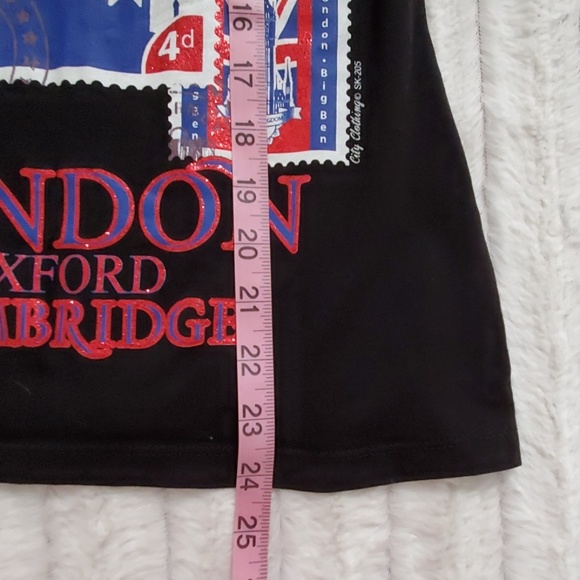 4d
ondon • Big Ben
City Clothing© SK-205
NDON
XFORD
MBRIDGE
16
17
18
19
20
21
22
23
24
25